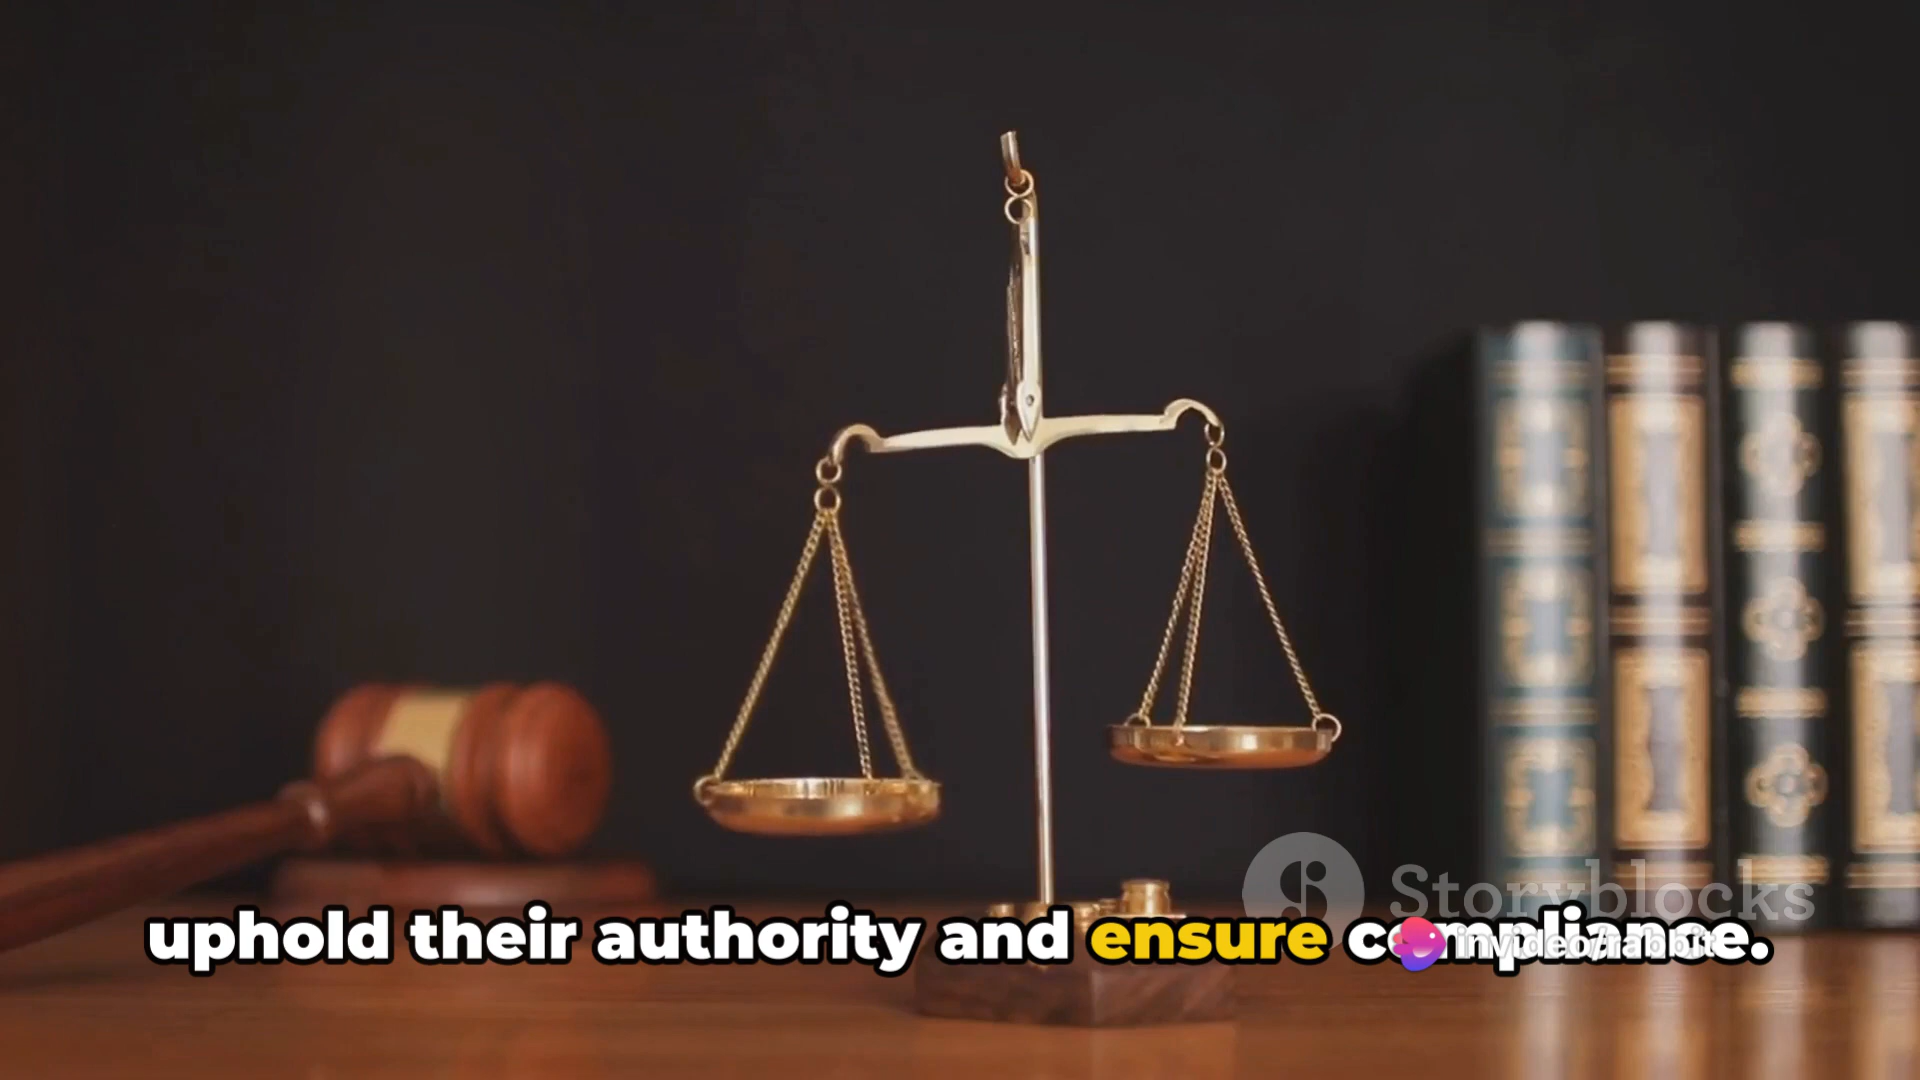 Storyblocks
uphold their authority and ensure compliance.
invideo/rabbit